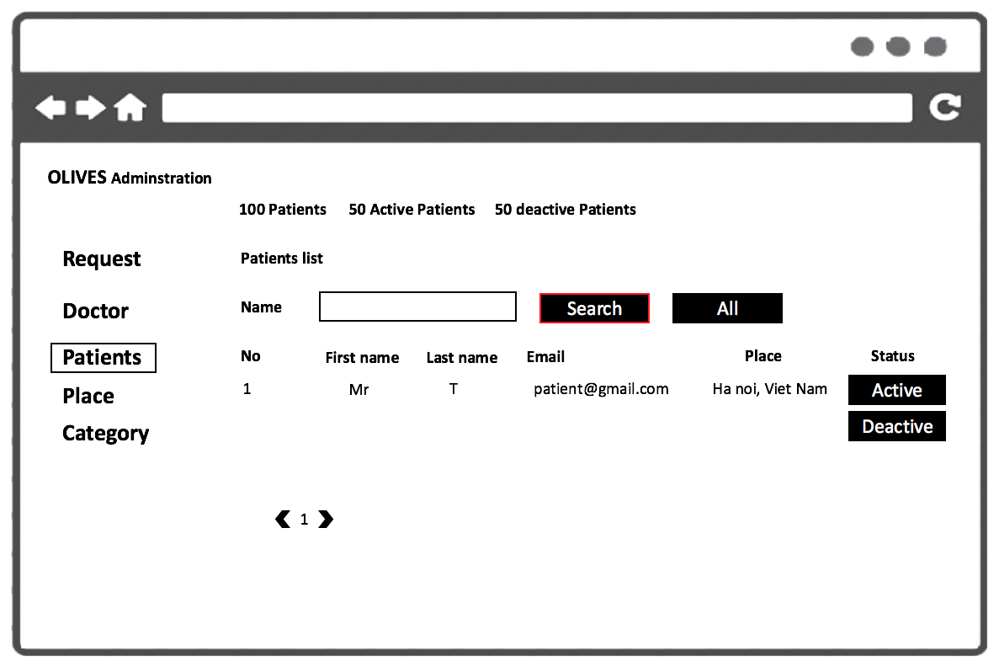 OLIVES Adminstration
100 Patients 50 Active Patients 50 deactive Patients
Request
Patients list
Doctor
Name Search All
Patients
No First name Last name Email Place Status
1 Mr T patient@gmail.com Ha noi, Viet Nam Active
Place
Deactive
Category
1